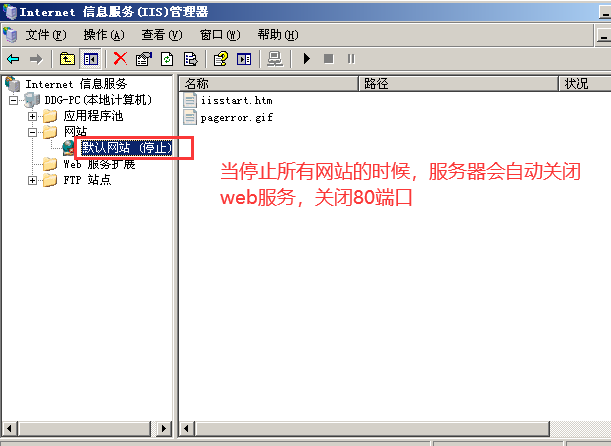 Internet 信息服务(IIS)管理器
文件(F) 操作(A) 查看(V) 窗口(W) 帮助(H)
Internet 信息服务
DDG-PC(本地计算机)
应用程序池
网站
默认网站 (停止)
Web 服务扩展
FTP 站点
名称 路径 状况
iisstart.htm
pagerror.gif
当停止所有网站的时候，服务器会自动关闭
web服务，关闭80端口